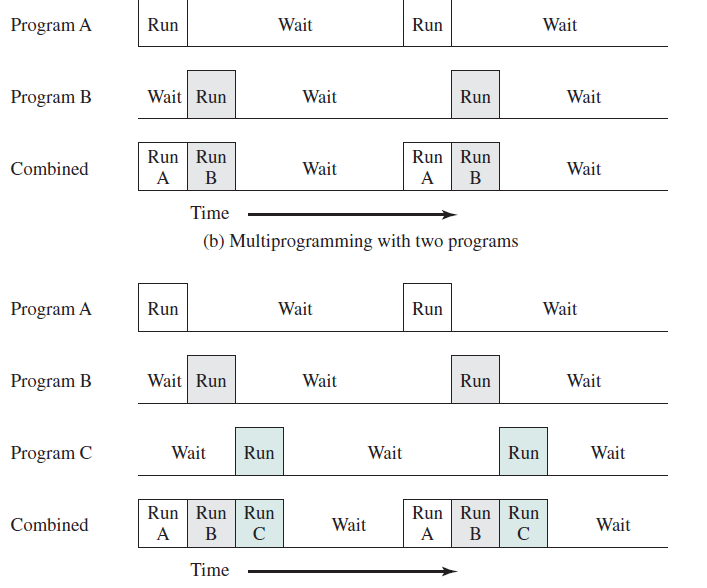 Program A Run Wait Run Wait
Program B Wait Run Wait Run Wait
Combined Run A Run B Wait Run A Run B Wait
Time
(b) Multiprogramming with two programs
Program A Run Wait Run Wait
Program B Wait Run Wait Run Wait
Program C Wait Run Wait Run Wait
Combined Run A Run B Run C Wait Run A Run B Run C Wait
Time